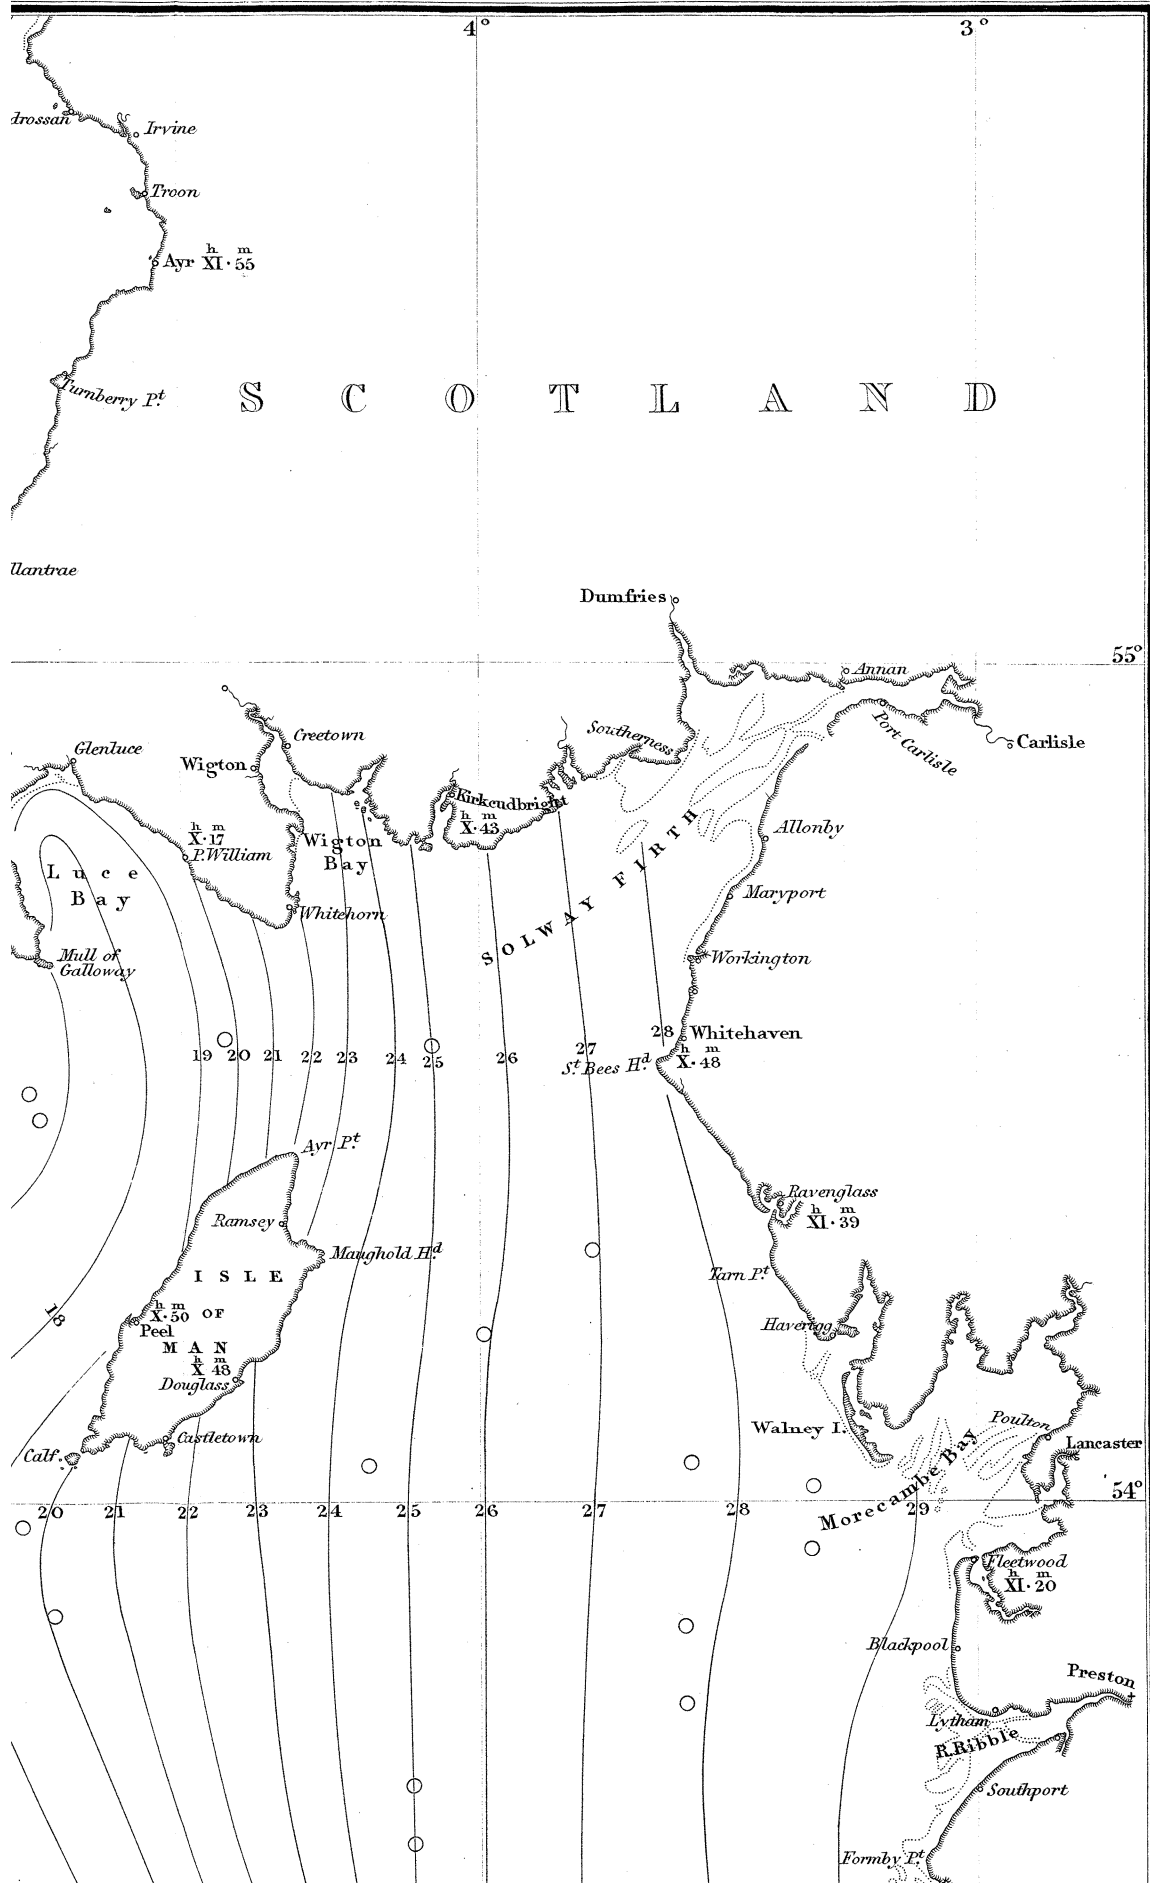 4° 3°
drossan
Irvine
Troon
h m
Ayr XI·55
Turnberry Pt.
SCOTLAND
llantrae
Dumfries
55°
Annan
Port Carlisle
Carlisle
Southerness
Creetown
Glenluce
Wigton
Kirkcudbright
h m
X·43
h m
X·17
P.William
Wigton
Bay
Allonby
Luce
Bay
SOLWAY FIRTH
Maryport
Whitehorn
Mull of
Galloway
Workington
28 Whitehaven
h m
X·48
19 20 21 22 23 24 25 26 27
St. Bees Hd.
Ayr Pt.
Ravenglass
h m
XI·39
Ramsey
Maughold Hd.
Tarn Pt.
ISLE
h m
X·50 OF
Peel
18
MAN
h m
X 48
Douglass
Haverigg
Walney I.
Poulton
Castletown
Calf.
Lancaster
Morecambe Bay
54°
20 21 22 23 24 25 26 27 28 29
Fleetwood
h m
XI·20
Blackpool
Preston
Lytham
R.Ribble
Southport
Formby Pt.